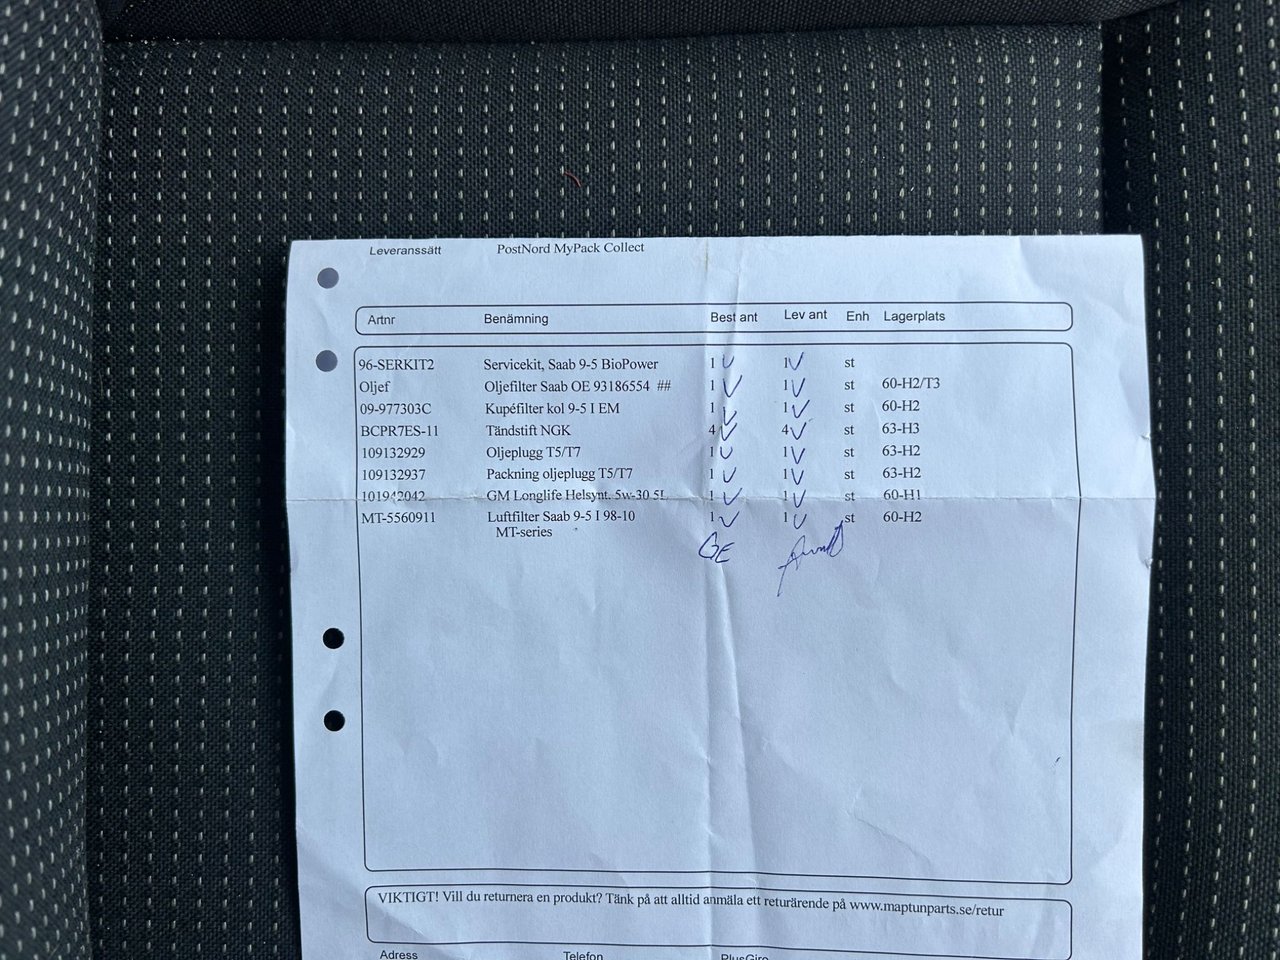 Leveranssätt PostNord MyPack Collect
Artnr Benämning Best ant Lev ant Enh Lagerplats
96-SERKIT2 Servicekit, Saab 9-5 BioPower 1 ✓ 1 ✓ st
Oljef Oljefilter Saab OE 93186554 ## 1 ✓ 1 ✓ st 60-H2/T3
09-977303C Kupéfilter kol 9-5 I EM 1 ✓ 1 ✓ st 60-H2
BCPR7ES-11 Tändstift NGK 4 ✓ 4 ✓ st 63-H3
109132929 Oljeplugg T5/T7 1 ✓ 1 ✓ st 63-H2
109132937 Packning oljeplugg T5/T7 1 ✓ 1 ✓ st 63-H2
101942042 GM Longlife Helsynt. 5w-30 5L 1 ✓ 1 ✓ st 60-H1
MT-5560911 Luftfilter Saab 9-5 I 98-10 1 ✓ 1 ✓ st 60-H2
MT-series
GE
VIKTIGT! Vill du returnera en produkt? Tänk på att alltid anmäla ett returärende på www.maptunparts.se/retur
Adress Telefon PlusGiro